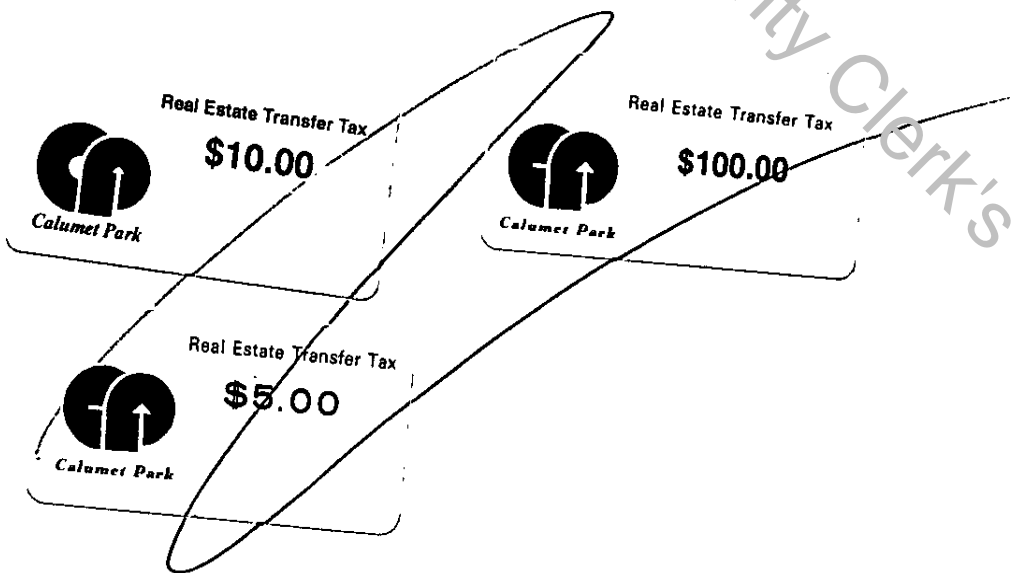 Real Estate Transfer Tax
$10.00
Calumet Park
Real Estate Transfer Tax
$100.00
Calumet Park
Real Estate Transfer Tax
$5.00
Calumet Park
Clerk's